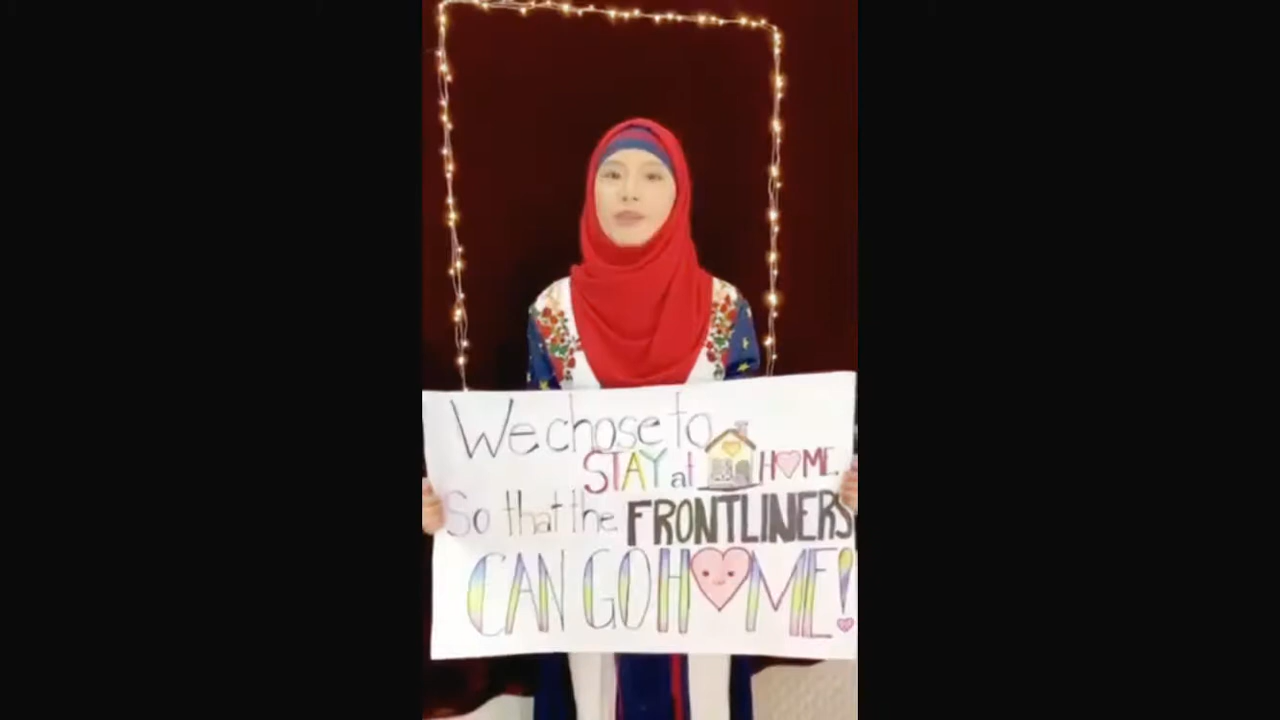 We chose to
STAY at HOME.
So that the FRONTLINERS
CAN GO HOME!